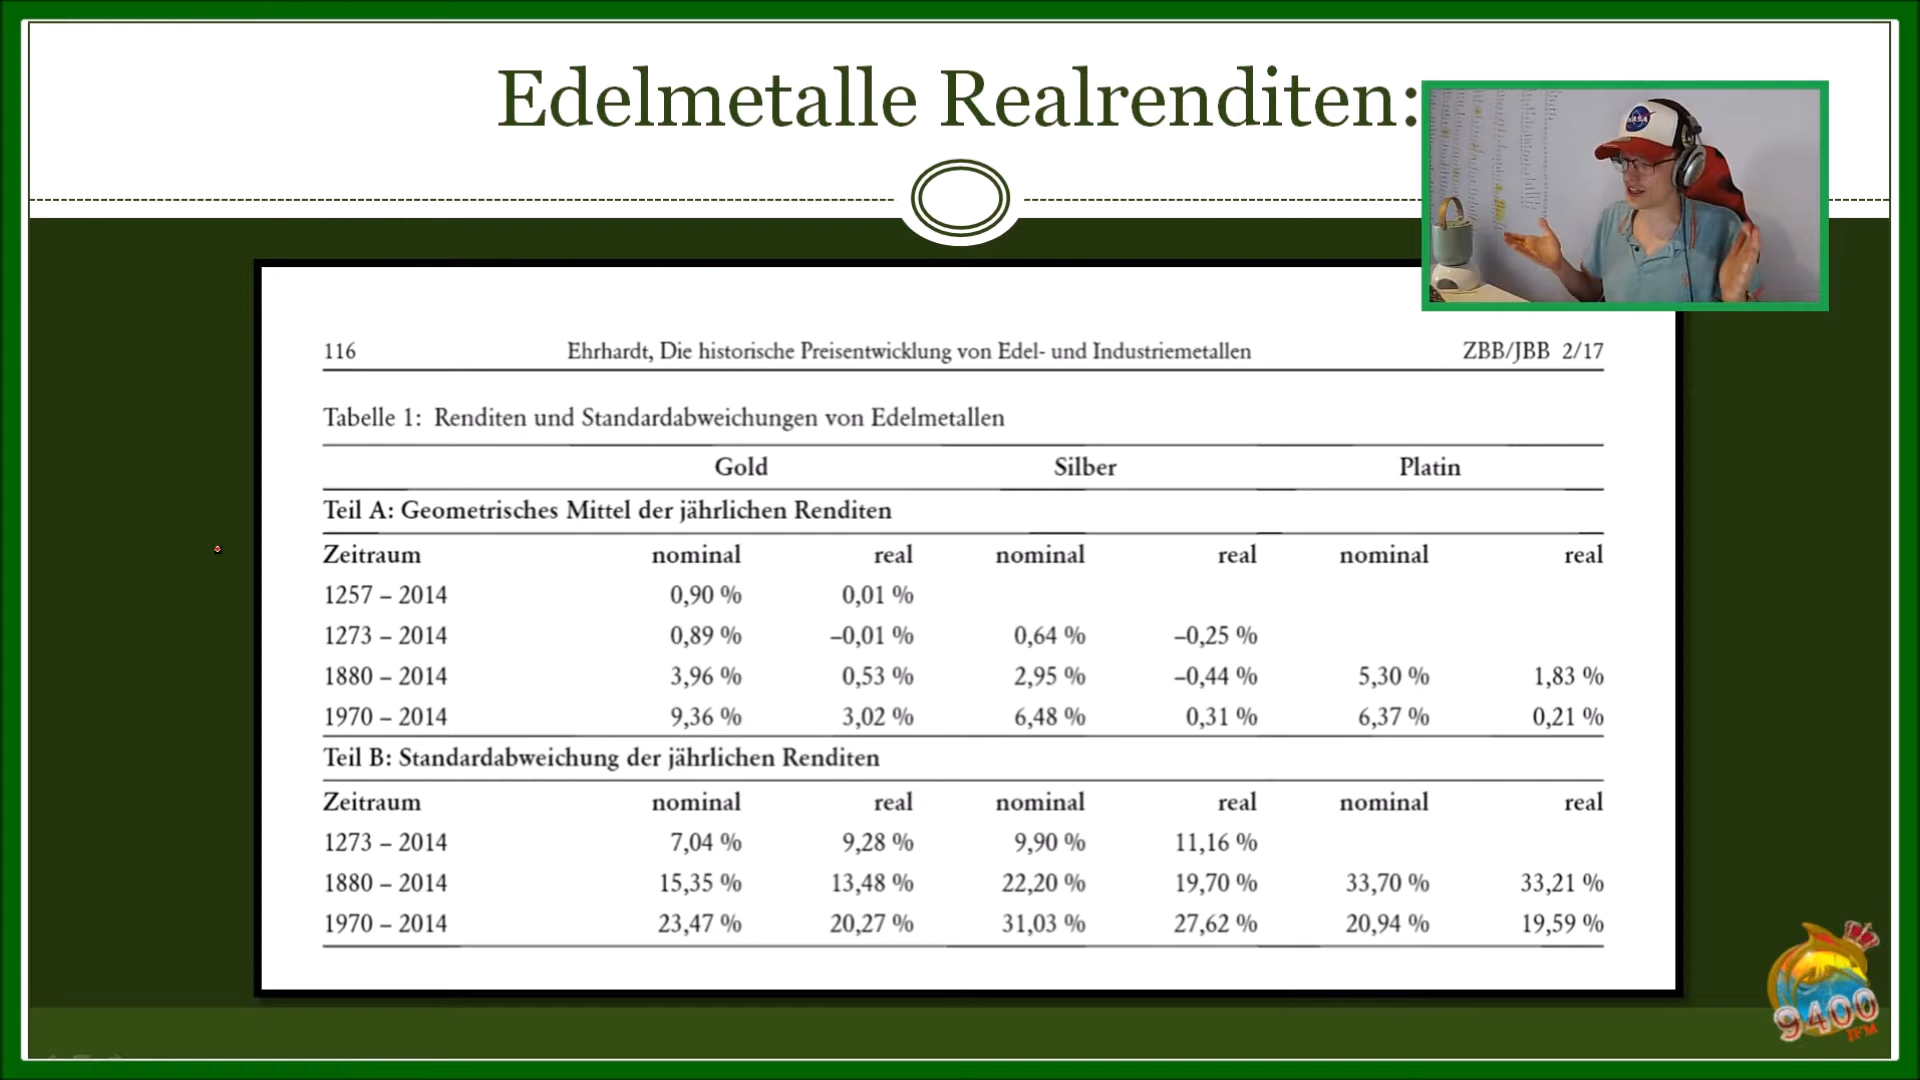 Edelmetalle Realrenditen:
NASA
116 Ehrhardt, Die historische Preisentwicklung von Edel- und Industriemetallen ZBB/JBB 2/17
Tabelle 1: Renditen und Standardabweichungen von Edelmetallen
Gold Silber Platin
Teil A: Geometrisches Mittel der jährlichen Renditen
Zeitraum nominal real nominal real nominal real
1257 – 2014 0,90 % 0,01 %
1273 – 2014 0,89 % –0,01 % 0,64 % –0,25 %
1880 – 2014 3,96 % 0,53 % 2,95 % –0,44 % 5,30 % 1,83 %
1970 – 2014 9,36 % 3,02 % 6,48 % 0,31 % 6,37 % 0,21 %
Teil B: Standardabweichung der jährlichen Renditen
Zeitraum nominal real nominal real nominal real
1273 – 2014 7,04 % 9,28 % 9,90 % 11,16 %
1880 – 2014 15,35 % 13,48 % 22,20 % 19,70 % 33,70 % 33,21 %
1970 – 2014 23,47 % 20,27 % 31,03 % 27,62 % 20,94 % 19,59 %
9400